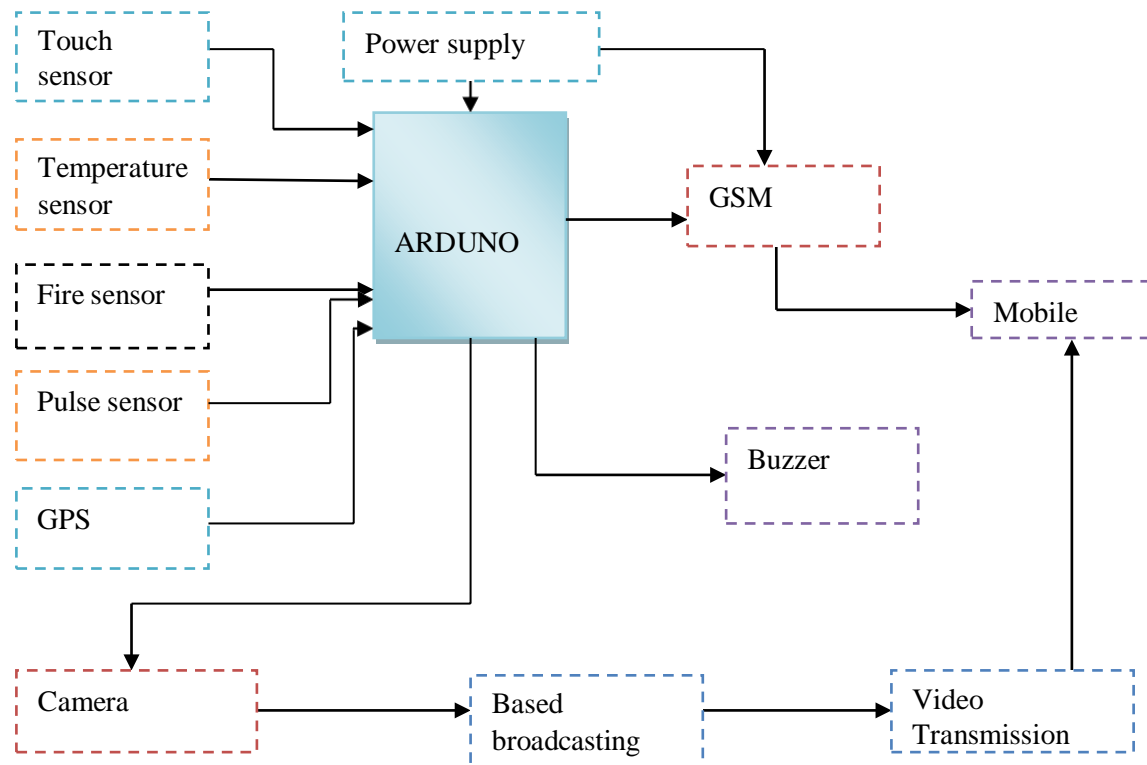 Touch
sensor
Power supply
Temperature
sensor
GSM
ARDUNO
Fire sensor
Mobile
Pulse sensor
Buzzer
GPS
Camera
Based
broadcasting
Video
Transmission